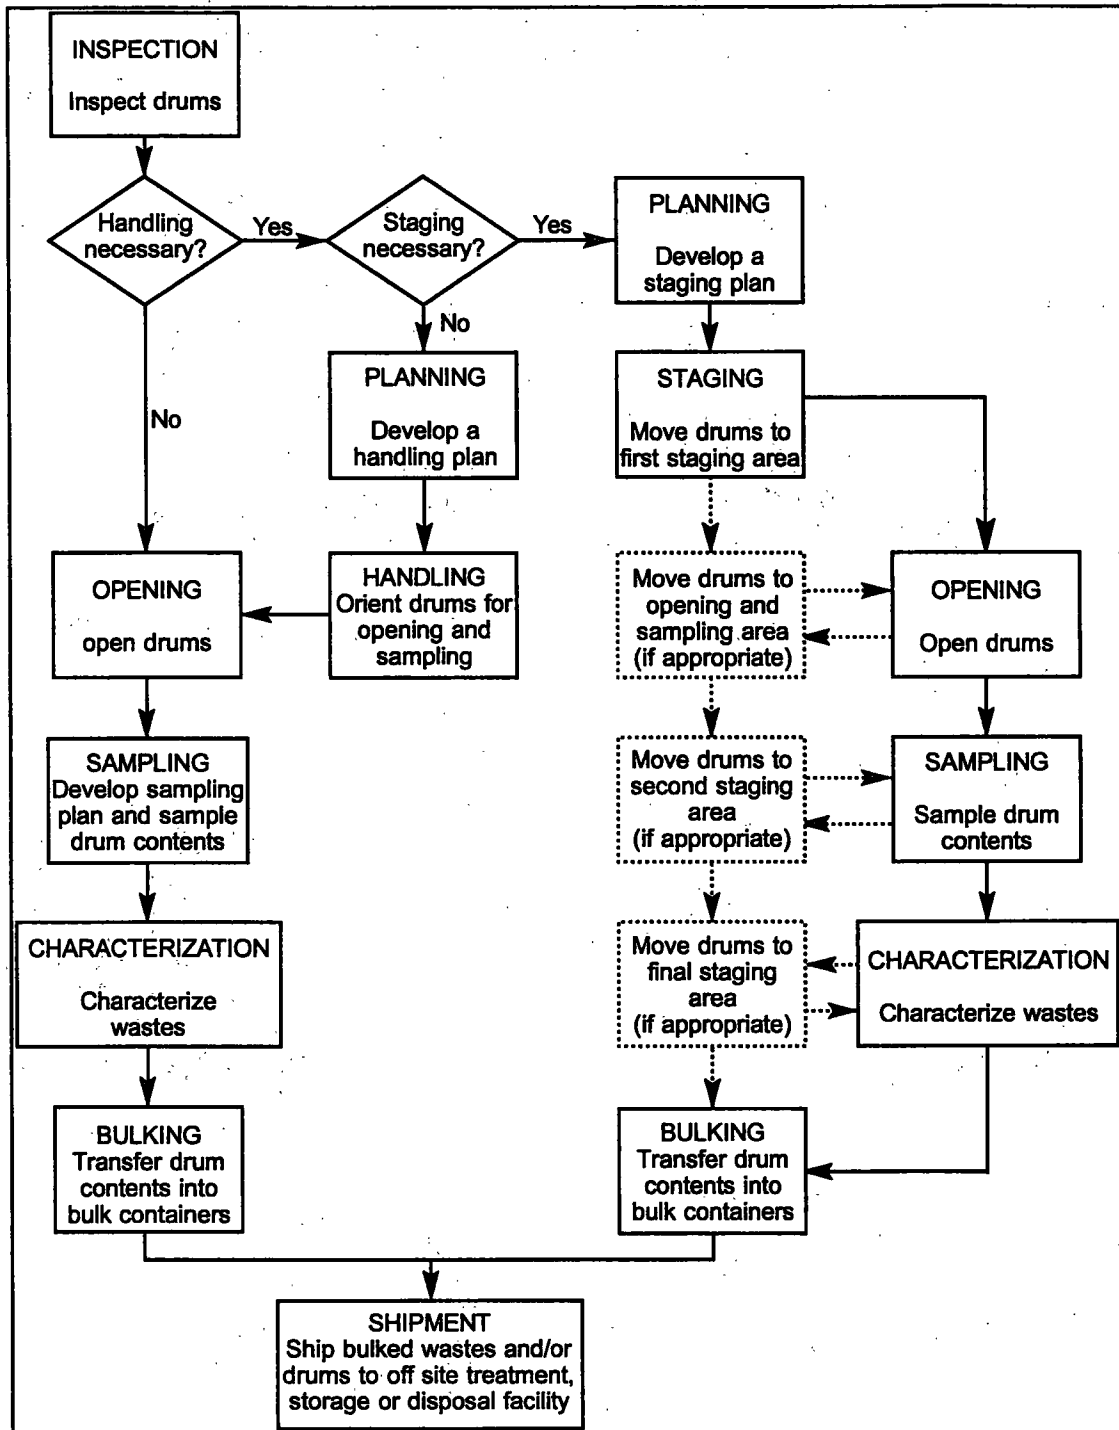 INSPECTION
Inspect drums
Handling
necessary?
Yes
Staging
necessary?
Yes
PLANNING
Develop a
staging plan
No
No
PLANNING
Develop a
handling plan
STAGING
Move drums to
first staging area
OPENING
open drums
HANDLING
Orient drums for
opening and
sampling
Move drums to
opening and
sampling area
(if appropriate)
OPENING
Open drums
SAMPLING
Develop sampling
plan and sample
drum contents
Move drums to
second staging
area
(if appropriate)
SAMPLING
Sample drum
contents
CHARACTERIZATION
Characterize
wastes
Move drums to
final staging
area
(if appropriate)
CHARACTERIZATION
Characterize wastes
BULKING
Transfer drum
contents into
bulk containers
BULKING
Transfer drum
contents into
bulk containers
SHIPMENT
Ship bulked wastes and/or
drums to off site treatment,
storage or disposal facility